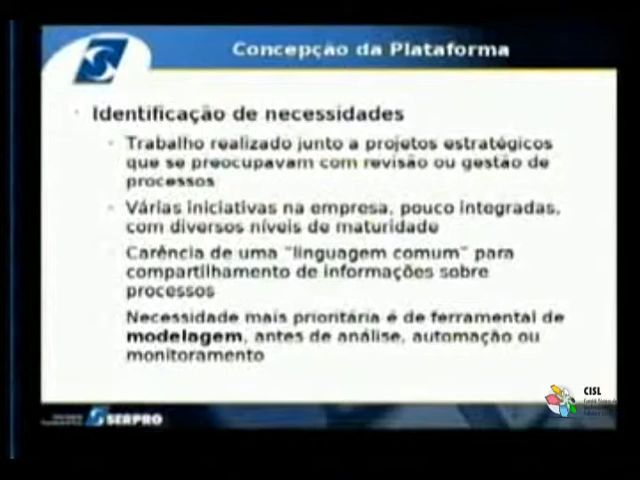 Concepção da Plataforma
Identificação de necessidades
Trabalho realizado junto a projetos estratégicos
que se preocupavam com revisão ou gestão de
processos
Várias iniciativas na empresa, pouco integradas,
com diversos níveis de maturidade
Carência de uma "linguagem comum" para
compartilhamento de informações sobre
processos
Necessidade mais prioritária é de ferramental de
modelagem, antes de análise, automação ou
monitoramento
CISL
SERPRO